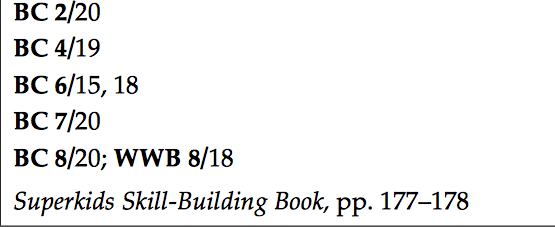 BC 2/20
BC 4/19
BC 6/15, 18
BC 7/20
BC 8/20; WWB 8/18
Superkids Skill-Building Book, pp. 177–178